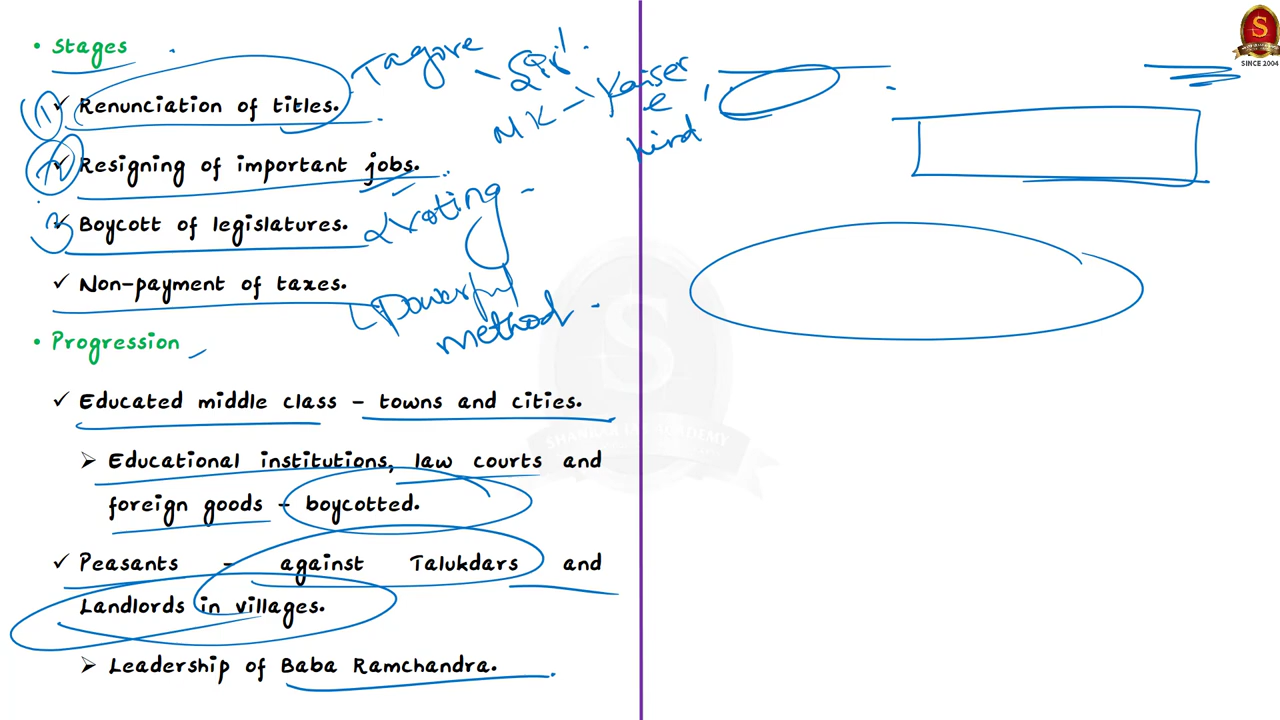 • Stages
✓ Renunciation of titles.
Tagore - Sir'.
MK - Kaiser
e
hind
✓ Resigning of important jobs.
✓ Boycott of legislatures.
voting -
✓ Non-payment of taxes.
powerful
method -
• Progression
✓ Educated middle class - towns and cities.
➢ Educational institutions, law courts and
foreign goods - boycotted.
✓ Peasants - against Talukdars and
Landlords in villages.
➢ Leadership of Baba Ramchandra.
S
SINCE 2004